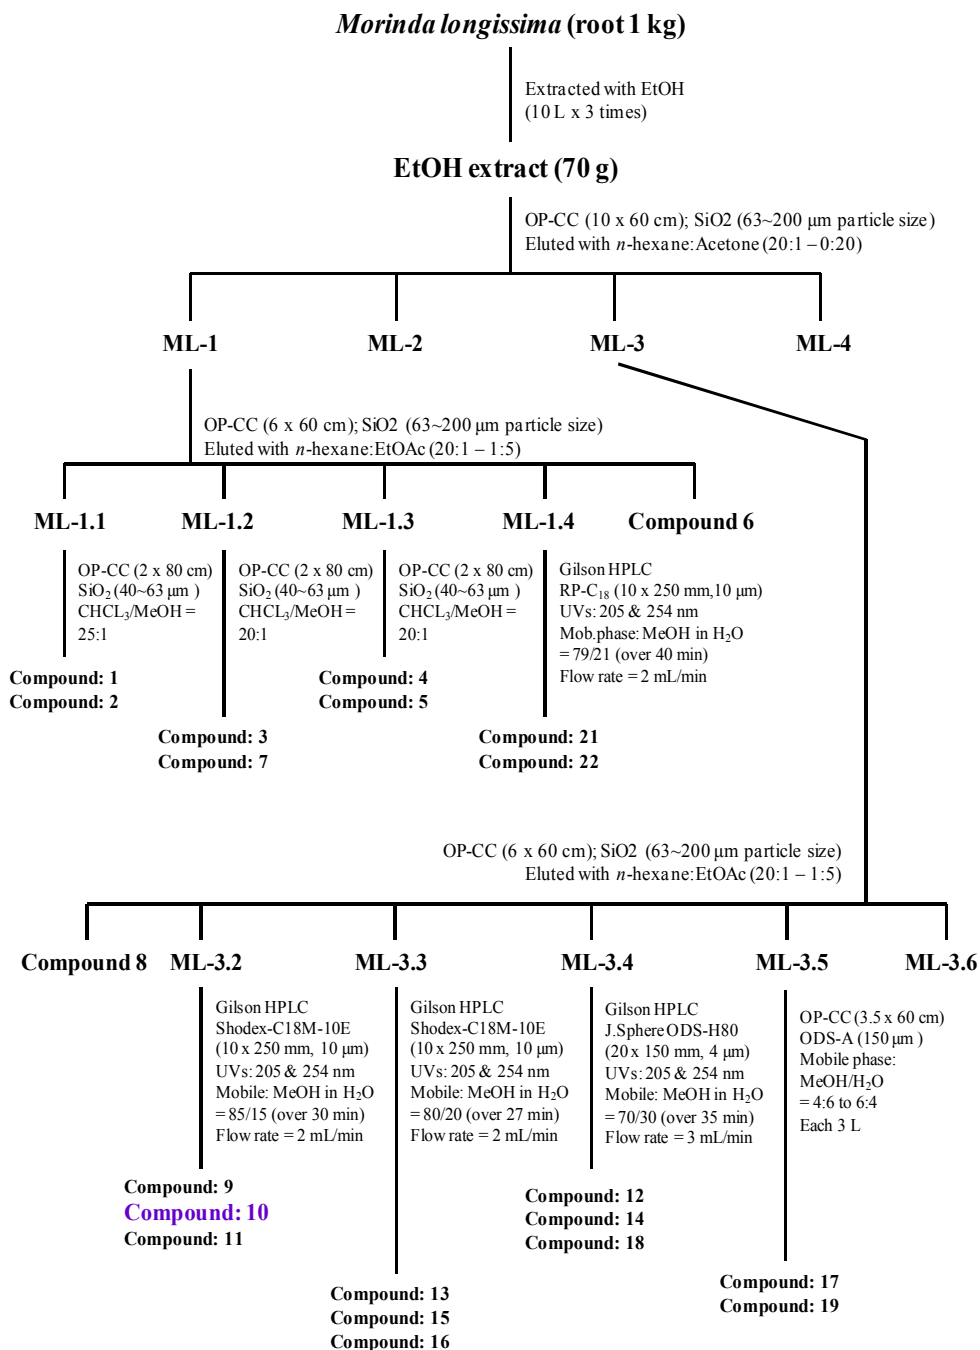 Morinda longissima (root 1 kg)
Extracted with EtOH
(10 L x 3 times)
EtOH extract (70 g)
OP-CC (10 x 60 cm); SiO2 (63~200 µm particle size)
Eluted with n-hexane:Acetone (20:1 – 0:20)
ML-1
ML-2
ML-3
ML-4
OP-CC (6 x 60 cm); SiO2 (63~200 µm particle size)
Eluted with n-hexane:EtOAc (20:1 – 1:5)
ML-1.1
ML-1.2
ML-1.3
ML-1.4
Compound 6
OP-CC (2 x 80 cm)
SiO2 (40~63 µm )
CHCL3/MeOH =
25:1
OP-CC (2 x 80 cm)
SiO2 (40~63 µm )
CHCL3/MeOH =
20:1
OP-CC (2 x 80 cm)
SiO2 (40~63 µm )
CHCL3/MeOH =
20:1
Gilson HPLC
RP-C18 (10 x 250 mm,10 µm)
UVs: 205 & 254 nm
Mob.phase: MeOH in H2O
= 79/21 (over 40 min)
Flow rate = 2 mL/min
Compound: 1
Compound: 2
Compound: 4
Compound: 5
Compound: 3
Compound: 7
Compound: 21
Compound: 22
OP-CC (6 x 60 cm); SiO2 (63~200 µm particle size)
Eluted with n-hexane:EtOAc (20:1 – 1:5)
Compound 8
ML-3.2
ML-3.3
ML-3.4
ML-3.5
ML-3.6
Gilson HPLC
Shodex-C18M-10E
(10 x 250 mm, 10 µm)
UVs: 205 & 254 nm
Mobile: MeOH in H2O
= 85/15 (over 30 min)
Flow rate = 2 mL/min
Gilson HPLC
Shodex-C18M-10E
(10 x 250 mm, 10 µm)
UVs: 205 & 254 nm
Mobile: MeOH in H2O
= 80/20 (over 27 min)
Flow rate = 2 mL/min
Gilson HPLC
J.Sphere ODS-H80
(20 x 150 mm, 4 µm)
UVs: 205 & 254 nm
Mobile: MeOH in H2O
= 70/30 (over 35 min)
Flow rate = 3 mL/min
OP-CC (3.5 x 60 cm)
ODS-A (150 µm )
Mobile phase:
MeOH/H2O
= 4:6 to 6:4
Each 3 L
Compound: 9
Compound: 10
Compound: 11
Compound: 12
Compound: 14
Compound: 18
Compound: 13
Compound: 15
Compound: 16
Compound: 17
Compound: 19